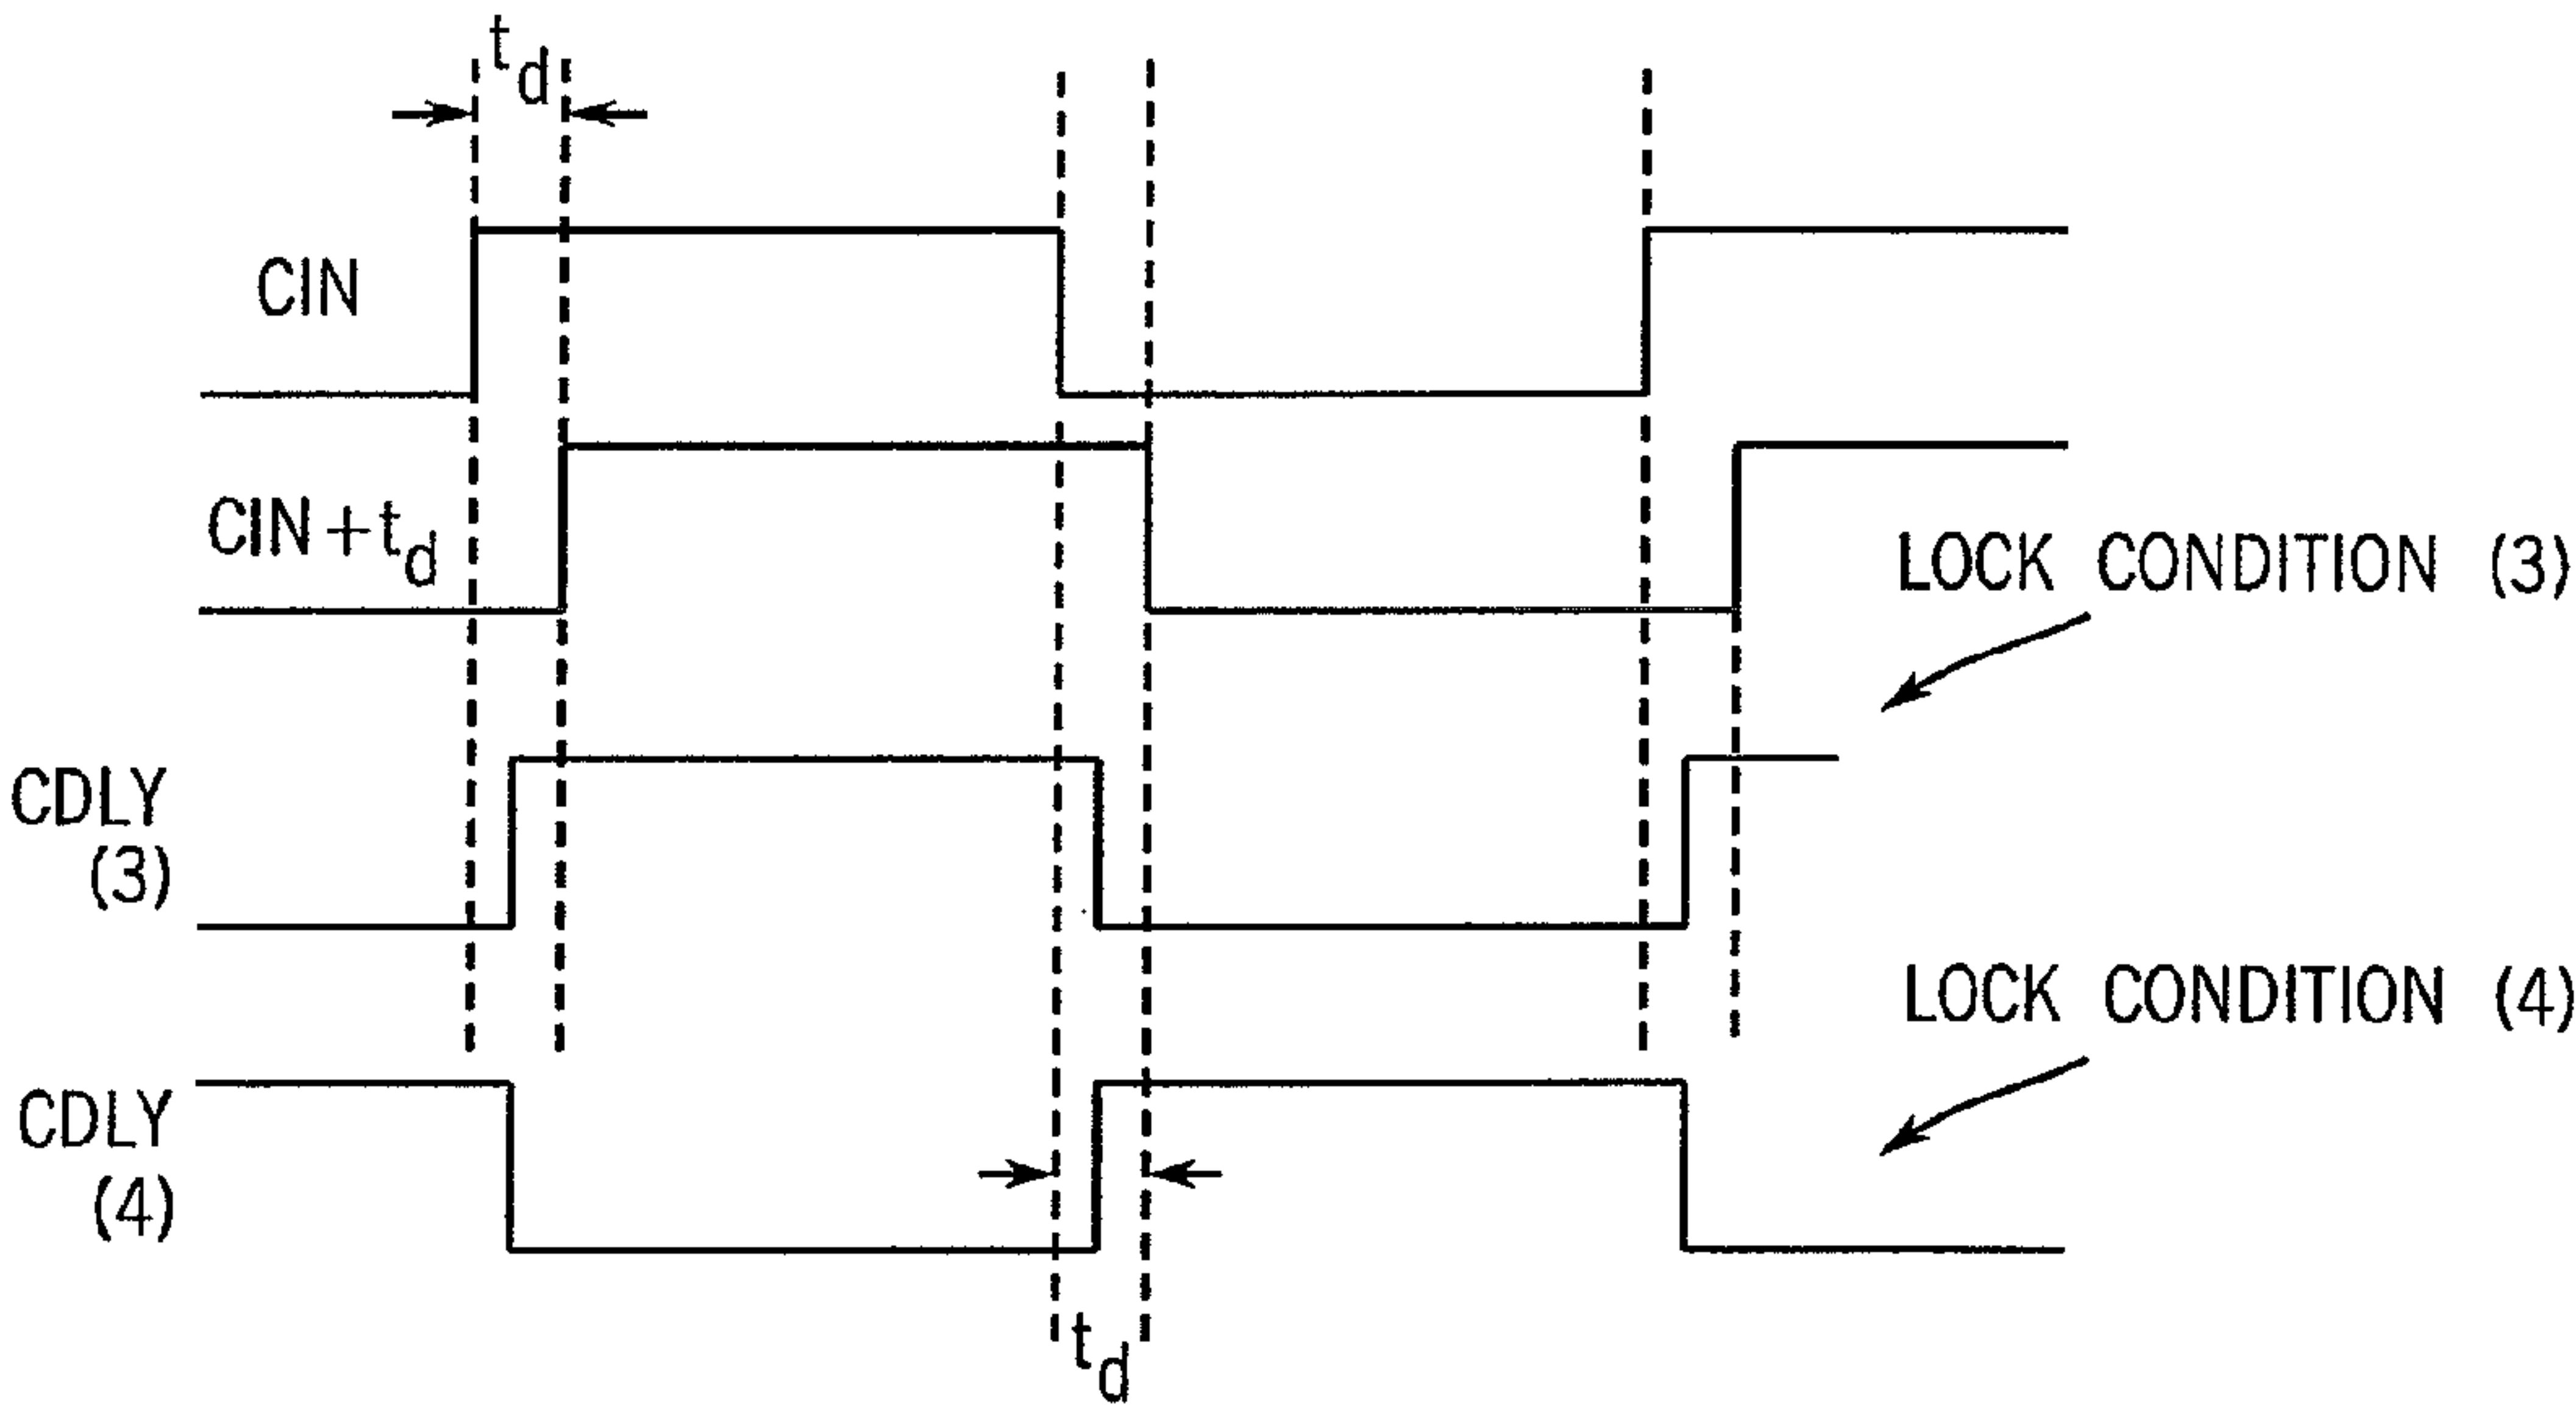 td
CIN
CIN+td
LOCK CONDITION (3)
CDLY
(3)
LOCK CONDITION (4)
CDLY
(4)
td